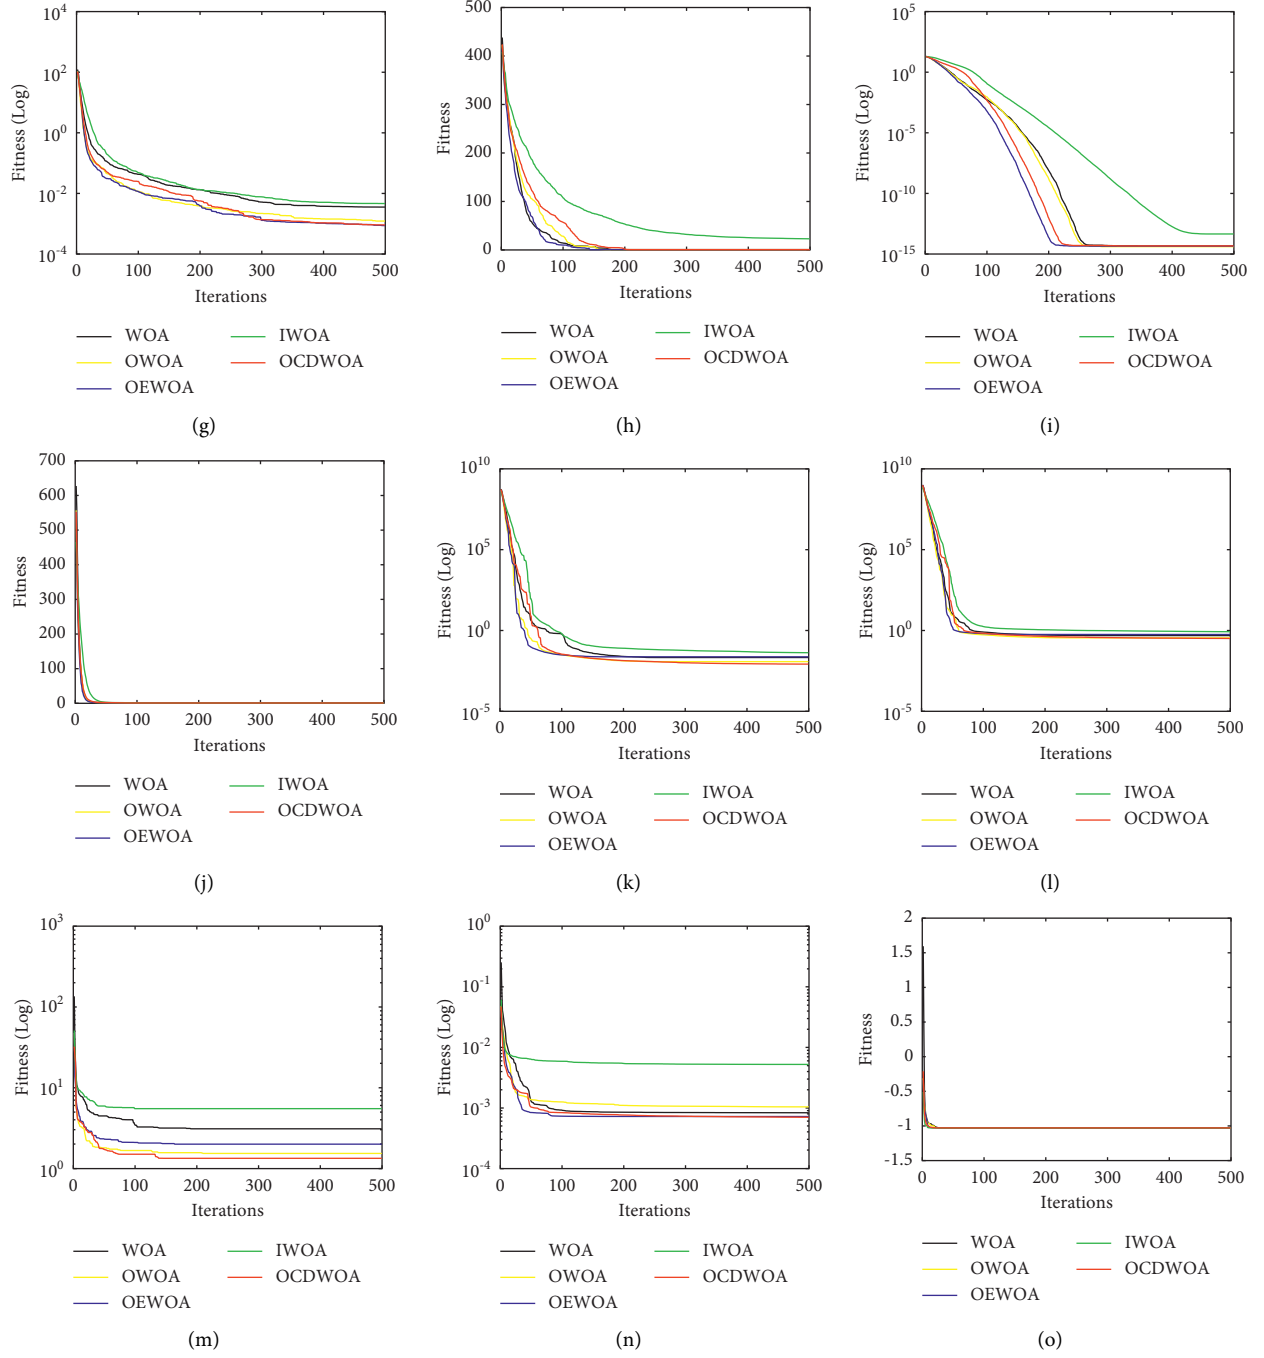 10^4
10^2
10^0
10^-2
10^-4
Fitness (Log)
0 100 200 300 400 500
Iterations
WOA IWOA
OWOA OCDWOA
OEWOA
(g)
500
400
300
200
100
0
Fitness
0 100 200 300 400 500
Iterations
WOA IWOA
OWOA OCDWOA
OEWOA
(h)
10^5
10^0
10^-5
10^-10
10^-15
Fitness (Log)
0 100 200 300 400 500
Iterations
WOA IWOA
OWOA OCDWOA
OEWOA
(i)
700
600
500
400
300
200
100
0
Fitness
0 100 200 300 400 500
Iterations
WOA IWOA
OWOA OCDWOA
OEWOA
(j)
10^10
10^5
10^0
10^-5
Fitness (Log)
0 100 200 300 400 500
Iterations
WOA IWOA
OWOA OCDWOA
OEWOA
(k)
10^10
10^5
10^0
10^-5
Fitness (Log)
0 100 200 300 400 500
Iterations
WOA IWOA
OWOA OCDWOA
OEWOA
(l)
10^3
10^2
10^1
10^0
Fitness (Log)
0 100 200 300 400 500
Iterations
WOA IWOA
OWOA OCDWOA
OEWOA
(m)
10^0
10^-1
10^-2
10^-3
10^-4
Fitness (Log)
0 100 200 300 400 500
Iterations
WOA IWOA
OWOA OCDWOA
OEWOA
(n)
2
1.5
1
0.5
0
-0.5
-1
-1.5
Fitness
0 100 200 300 400 500
Iterations
WOA IWOA
OWOA OCDWOA
OEWOA
(o)